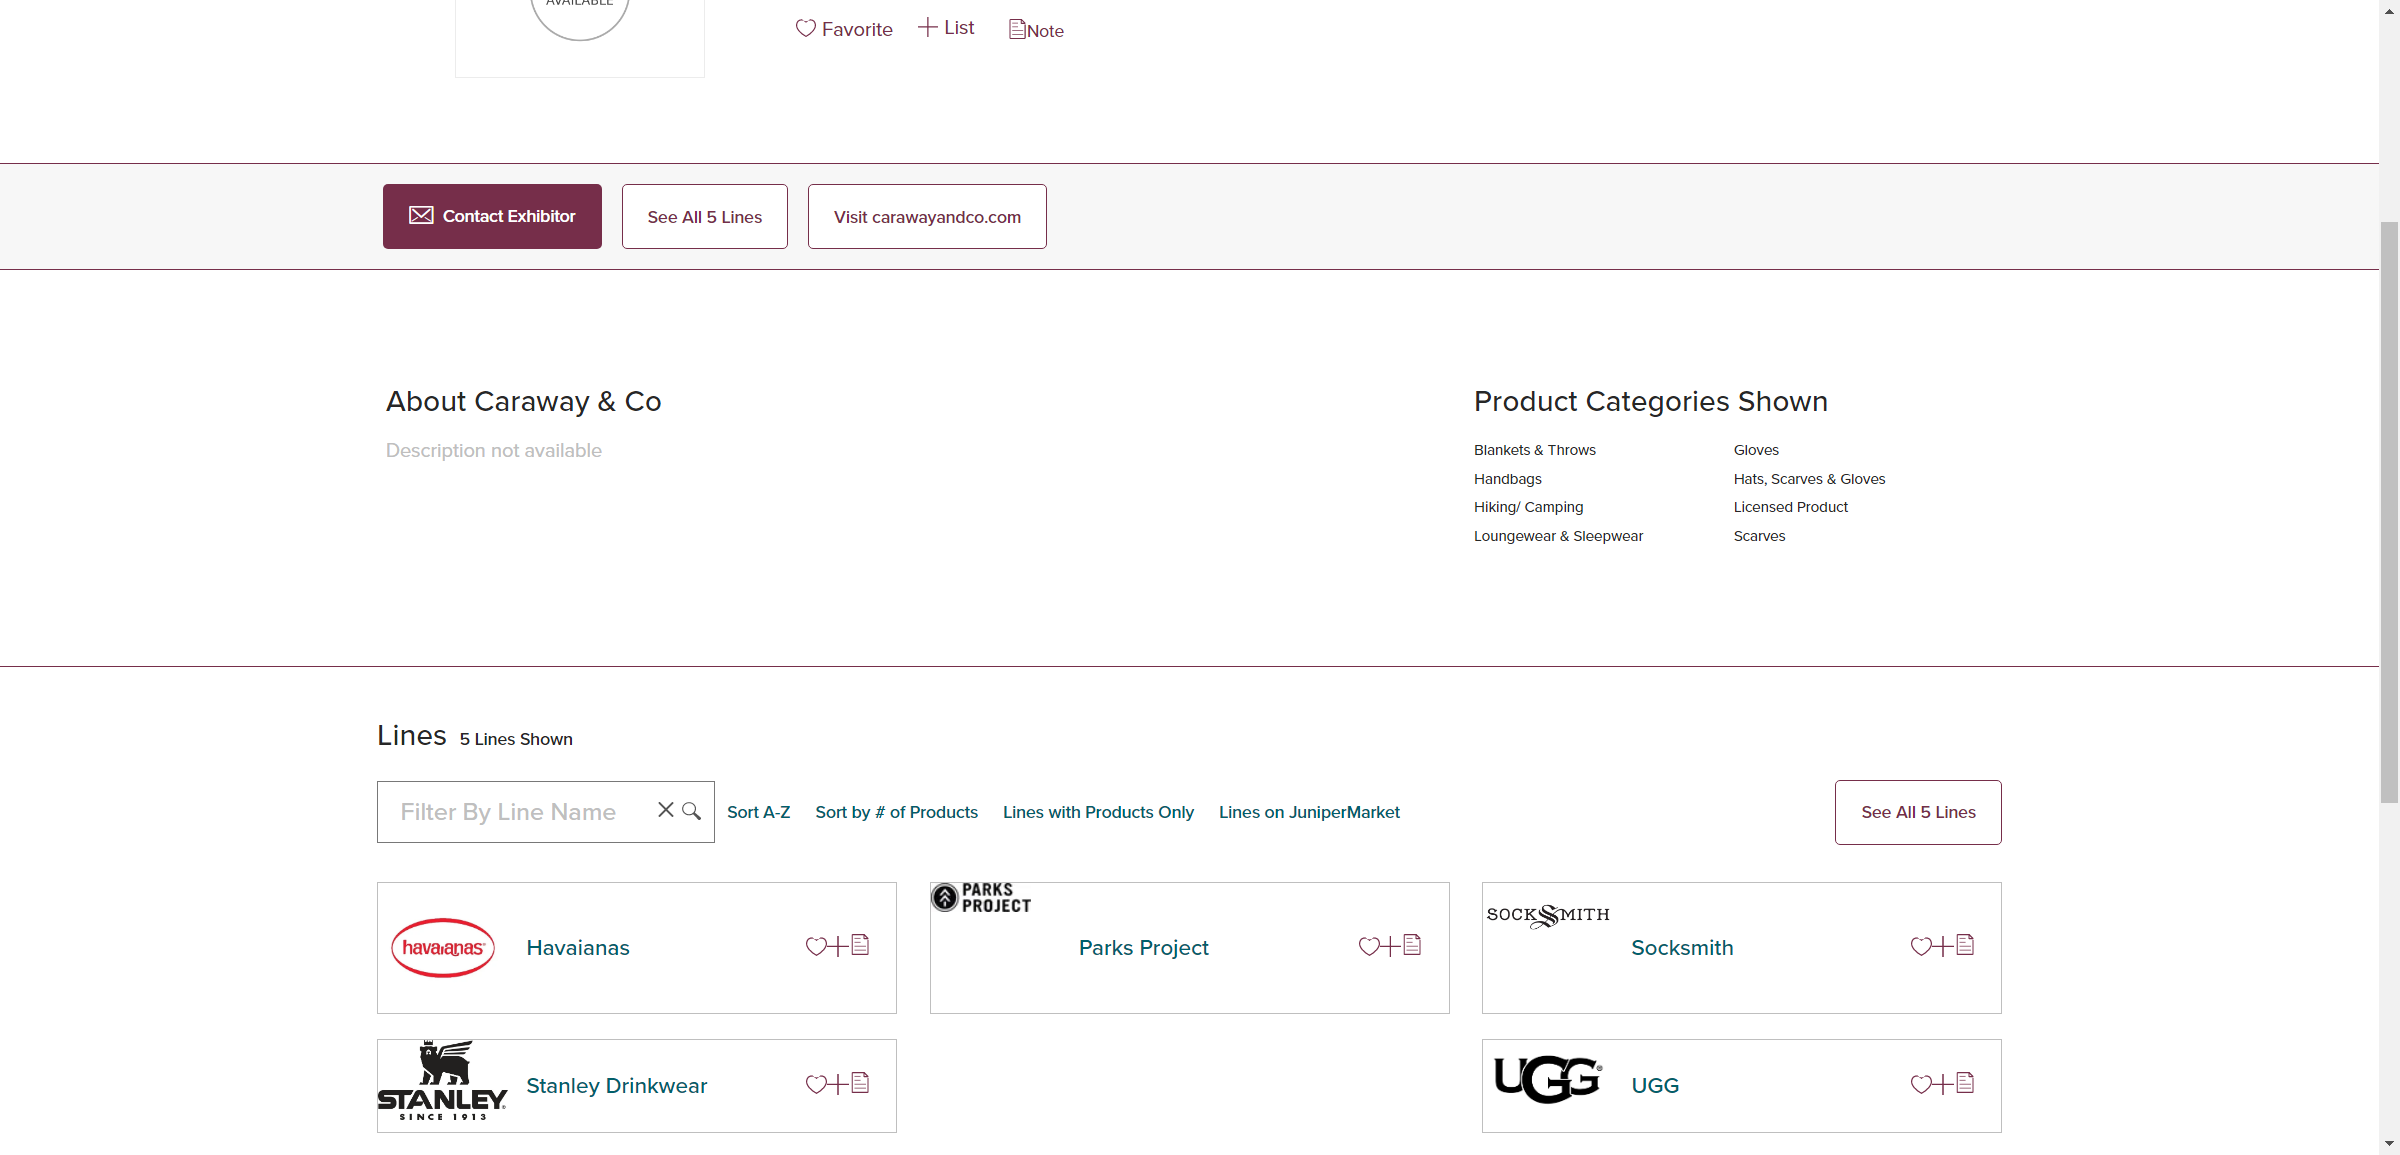 AVAILABLE
Favorite
List
Note
Contact Exhibitor
See All 5 Lines
Visit carawayandco.com
About Caraway & Co
Description not available
Product Categories Shown
Blankets & Throws
Gloves
Handbags
Hats, Scarves & Gloves
Hiking/ Camping
Licensed Product
Loungewear & Sleepwear
Scarves
Lines 5 Lines Shown
Filter By Line Name
Sort A-Z
Sort by # of Products
Lines with Products Only
Lines on JuniperMarket
See All 5 Lines
havaianas
Havaianas
PARKS
PROJECT
Parks Project
SOCKSMITH
Socksmith
STANLEY
SINCE 1913
Stanley Drinkwear
UGG®
UGG